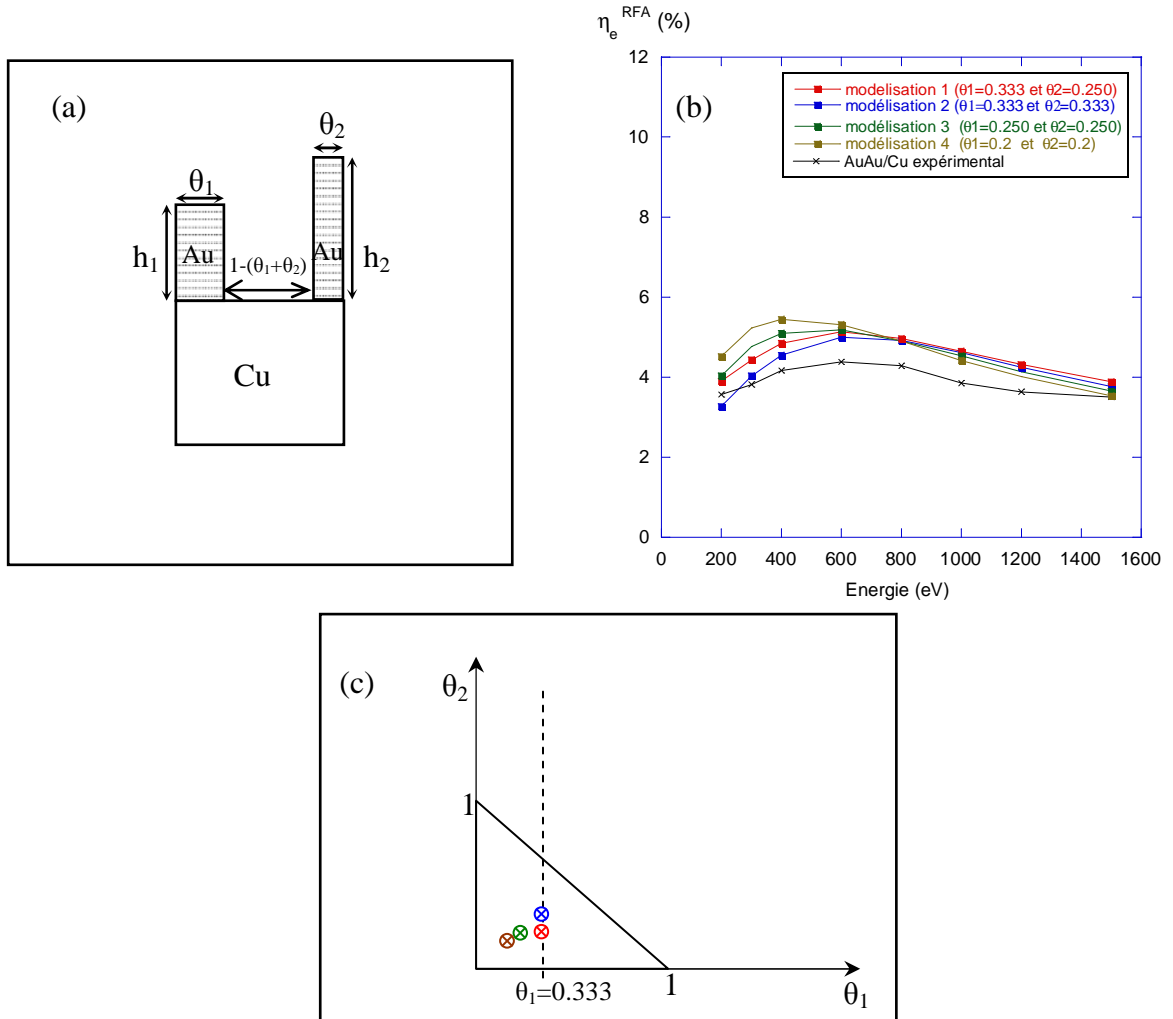 (a)
θ2
θ1
h1
Au
Au
h2
1-(θ1+θ2)
Cu
ηe RFA (%)
(b)
12
10
8
6
4
2
0
modelisation 1 (θ1=0.333 et θ2=0.250)
modélisation 2 (θ1=0.333 et θ2=0.333)
modélisation 3 (θ1=0.250 et θ2=0.250)
modélisation 4 (θ1=0.2 et θ2=0.2)
AuAu/Cu expérimental
0 200 400 600 800 1000 1200 1400 1600
Energie (eV)
(c)
θ2
1
θ1=0.333
1
θ1